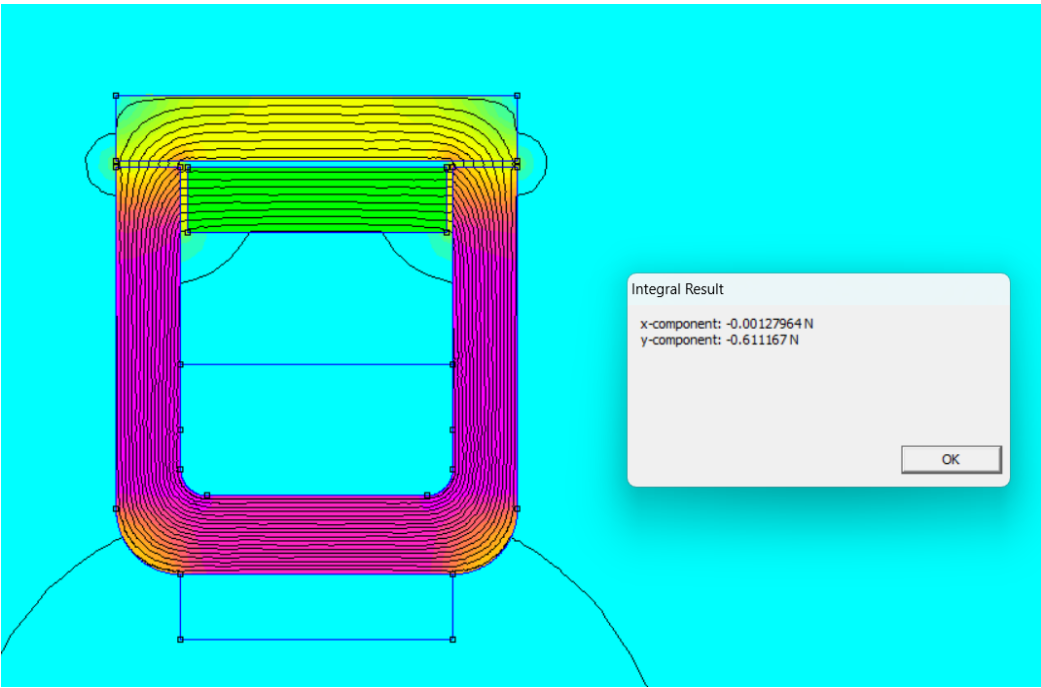 Integral Result
x-component: -0.00127964 N
y-component: -0.611167 N
OK